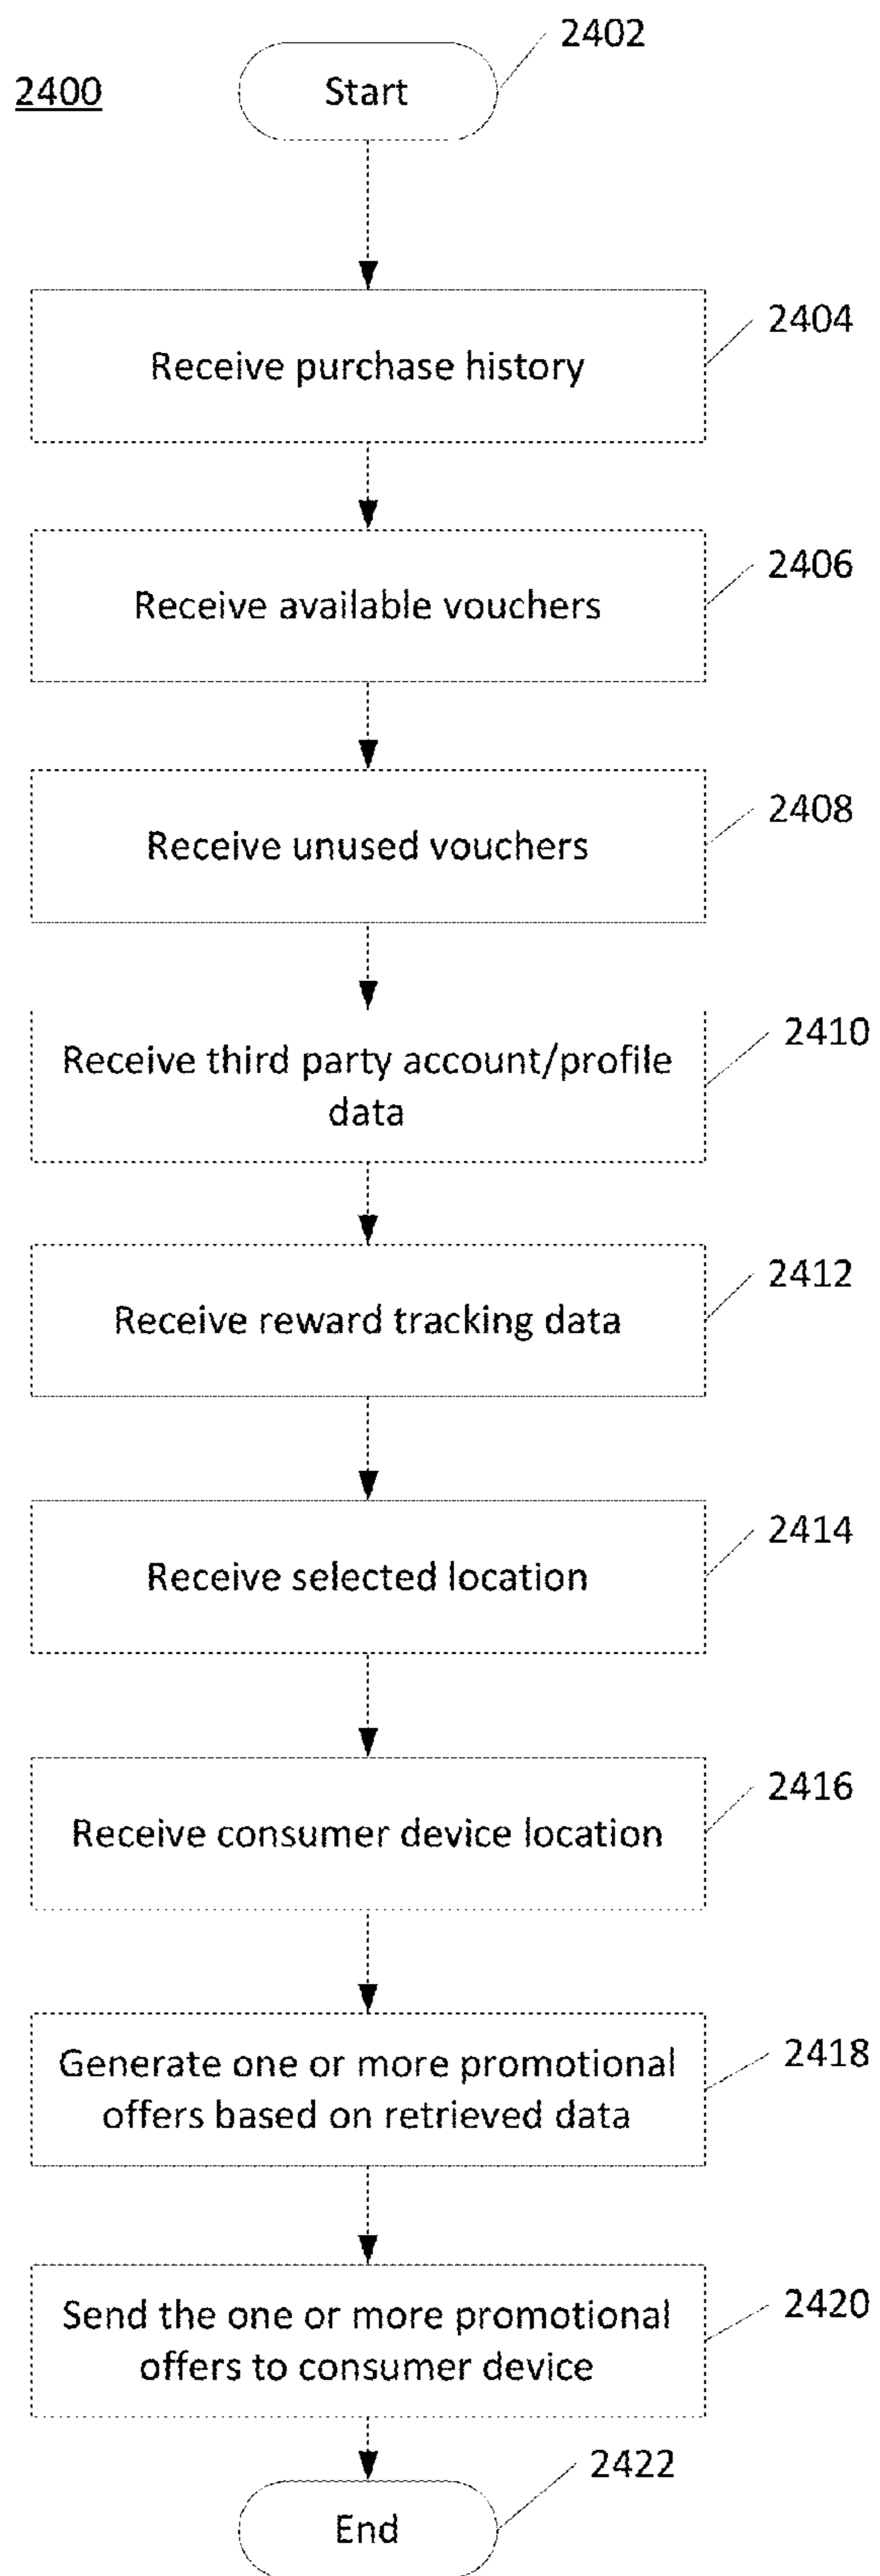 2402
2400
Start
2404
Receive purchase history
2406
Receive available vouchers
2408
Receive unused vouchers
2410
Receive third party account/profile
data
2412
Receive reward tracking data
2414
Receive selected location
2416
Receive consumer device location
2418
Generate one or more promotional
offers based on retrieved data
2420
Send the one or more promotional
offers to consumer device
2422
End